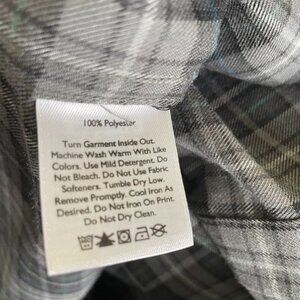 100% Polyester
Turn Garment Inside Out.
Machine Wash Warm With Like
Colors. Use Mild Detergent. Do
Not Bleach. Do Not Use Fabric
Softeners. Tumble Dry Low.
Remove Promptly. Cool Iron As
Desired. Do Not Iron On Print.
Do Not Dry Clean.